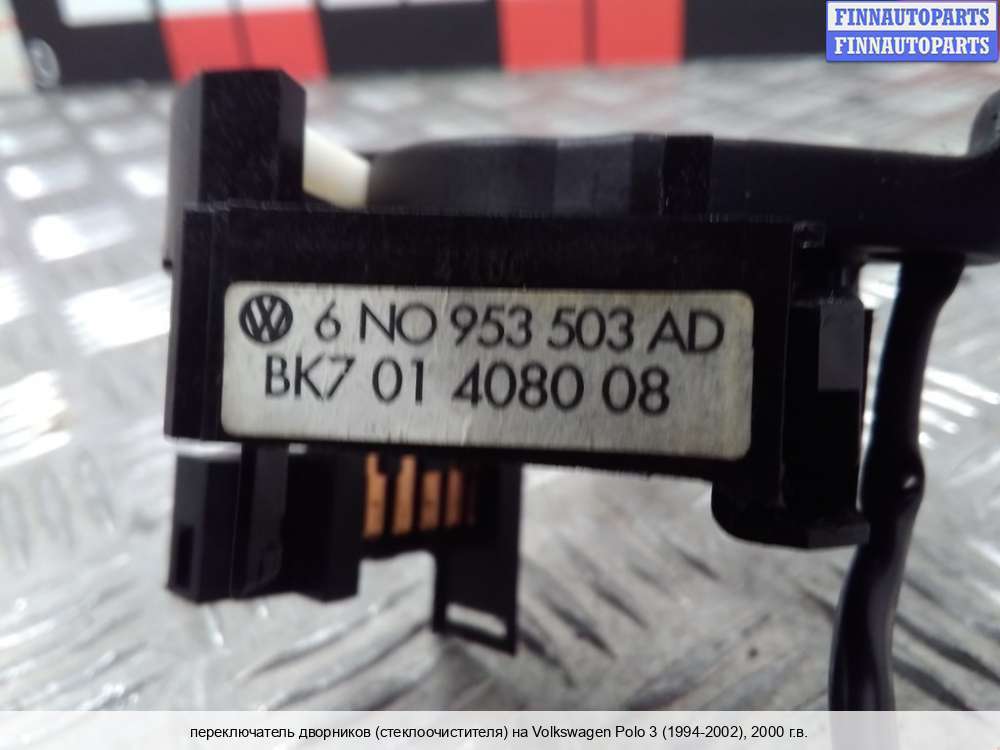 FINNAUTOPARTS
FINNAUTOPARTS
6 N0 953 503 AD
BK7 01 4080 08
переключатель дворников (стеклоочистителя) на Volkswagen Polo 3 (1994-2002), 2000 г.в.